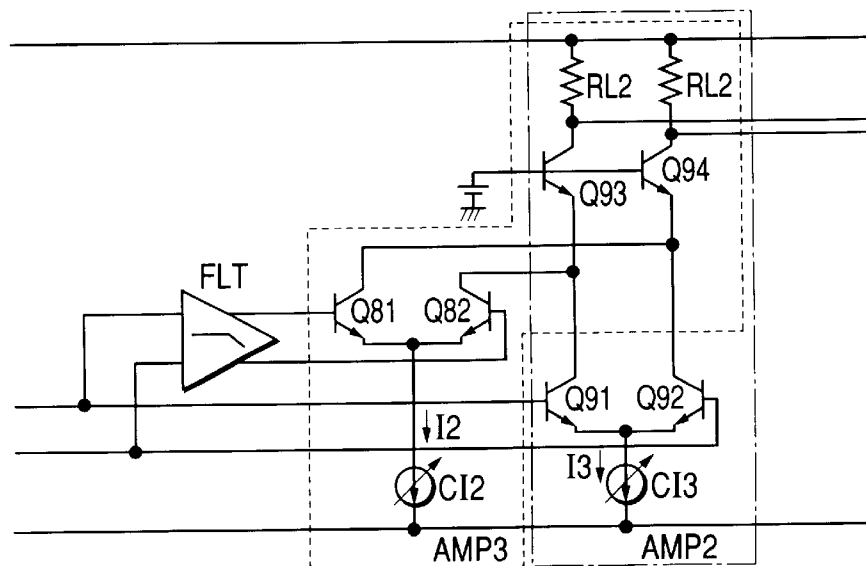 RL2 RL2
Q93 Q94
FLT
Q81 Q82
Q91 Q92
I2
I3
CI2 CI3
AMP3 AMP2